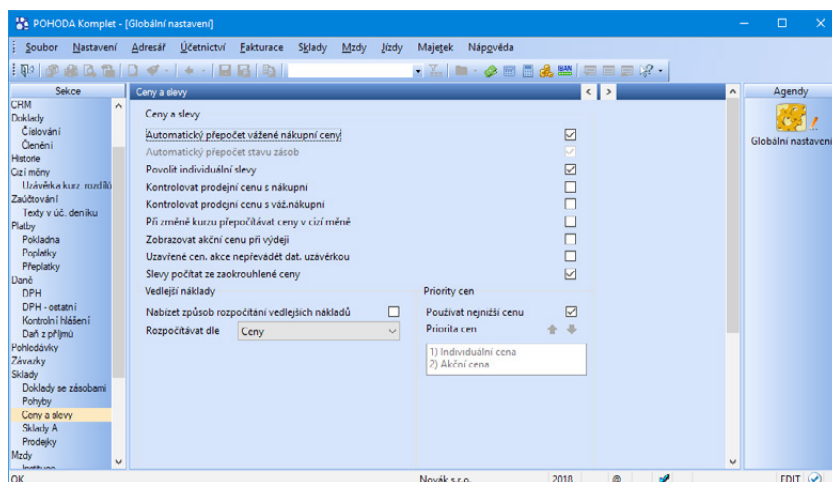 POHODA Komplet - [Globální nastavení]
Soubor Nastavení Adresář Účetnictví Fakturace Sklady Mzdy Jízdy Majetek Nápověda
Sekce
CRM
Doklady
Číslování
Členění
Historie
Cizí měny
Uzávěrka kurz. rozdílů
Zaúčtování
Texty v úč. deníku
Platby
Pokladna
Poplatky
Přeplatky
Daně
DPH
DPH - ostatní
Kontrolní hlášení
Daň z příjmů
Pohledávky
Závazky
Sklady
Doklady se zásobami
Pohyby
Ceny a slevy
Sklady A
Prodejky
Mzdy
Ceny a slevy
Ceny a slevy
Automatický přepočet vážené nákupní ceny
Automatický přepočet stavu zásob
Povolit individuální slevy
Kontrolovat prodejní cenu s nákupní
Kontrolovat prodejní cenu s váž.nákupní
Při změně kurzu přepočítávat ceny v cizí měně
Zobrazovat akční cenu při výdeji
Uzavřené cen. akce nepřevádět dat. uzávěrkou
Slevy počítat ze zaokrouhlené ceny
Vedlejší náklady
Nabízet způsob rozpočítání vedlejších nákladů
Rozpočítávat dle Ceny
Priority cen
Používat nejnižší cenu
Priorita cen
1) Individuální cena
2) Akční cena
Agendy
Globální nastavení
OK
Novák s.r.o.
2018
@
EDIT